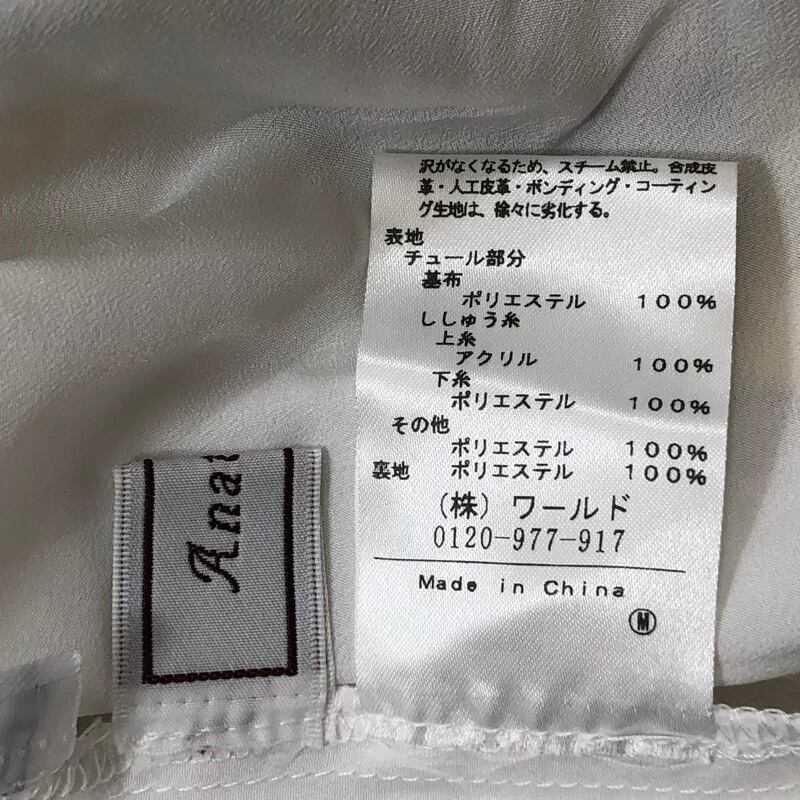 沢がなくなるため、スチーム禁止。合成皮
革・人工皮革・ボンディング・コーティン
グ生地は、徐々に劣化する。
表地
チュール部分
基布
ポリエステル 100%
ししゅう糸
上糸
アクリル 100%
下糸
ポリエステル 100%
その他
ポリエステル 100%
裏地 ポリエステル 100%
(株)ワールド
0120-977-917
Made in China
M
Ana